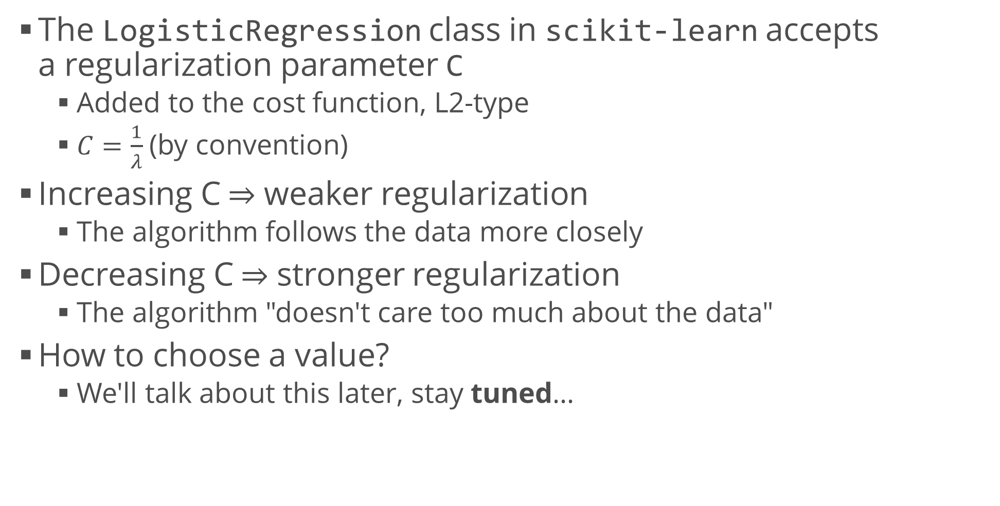 ▪ The LogisticRegression class in scikit-learn accepts
a regularization parameter C
▪ Added to the cost function, L2-type
▪ C = 1/λ (by convention)
▪ Increasing C ⇒ weaker regularization
▪ The algorithm follows the data more closely
▪ Decreasing C ⇒ stronger regularization
▪ The algorithm "doesn't care too much about the data"
▪ How to choose a value?
▪ We'll talk about this later, stay tuned...